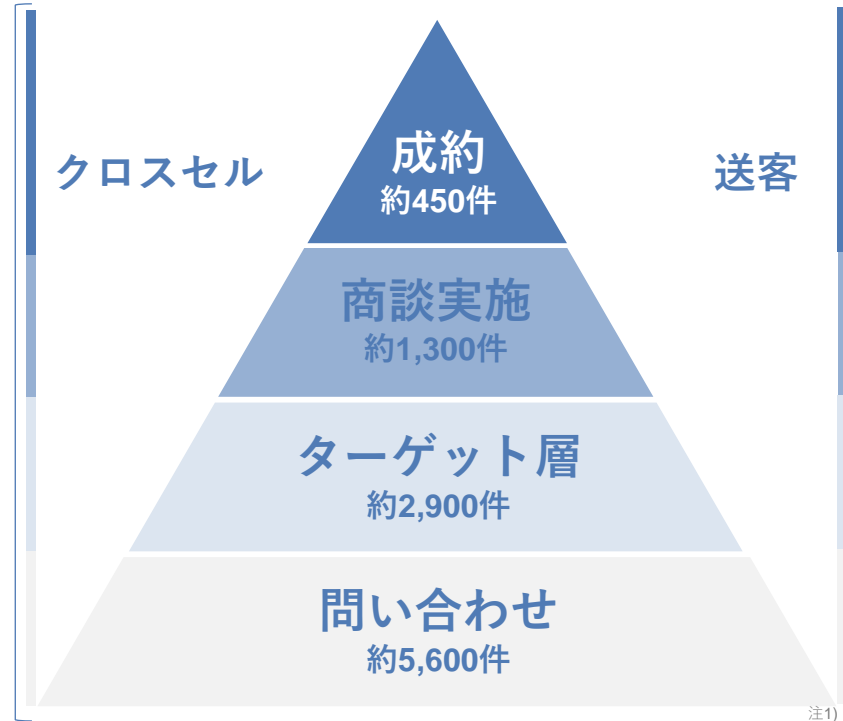 クロスセル
成約
約450件
送客
商談実施
約1,300件
ターゲット層
約2,900件
問い合わせ
約5,600件
注1)